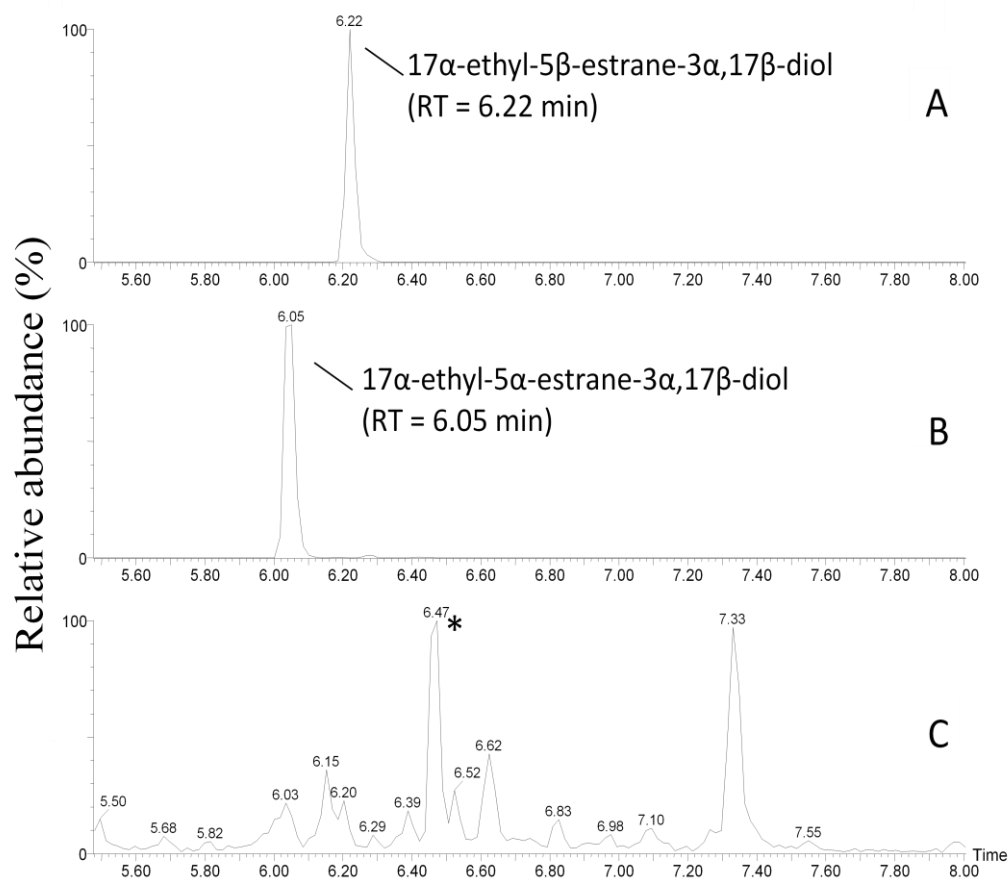 Relative abundance (%)
6.22
100
17α-ethyl-5β-estrane-3α,17β-diol
(RT = 6.22 min)
A
0
5.60 5.80 6.00 6.20 6.40 6.60 6.80 7.00 7.20 7.40 7.60 7.80 8.00
6.05
100
17α-ethyl-5α-estrane-3α,17β-diol
(RT = 6.05 min)
B
0
5.60 5.80 6.00 6.20 6.40 6.60 6.80 7.00 7.20 7.40 7.60 7.80 8.00
100 6.47 * 7.33
C
6.62
6.15
6.52
6.03 6.20
5.50 6.39
6.83
7.10
5.68 5.82 6.29 6.98 7.55
0
Time
5.60 5.80 6.00 6.20 6.40 6.60 6.80 7.00 7.20 7.40 7.60 7.80 8.00